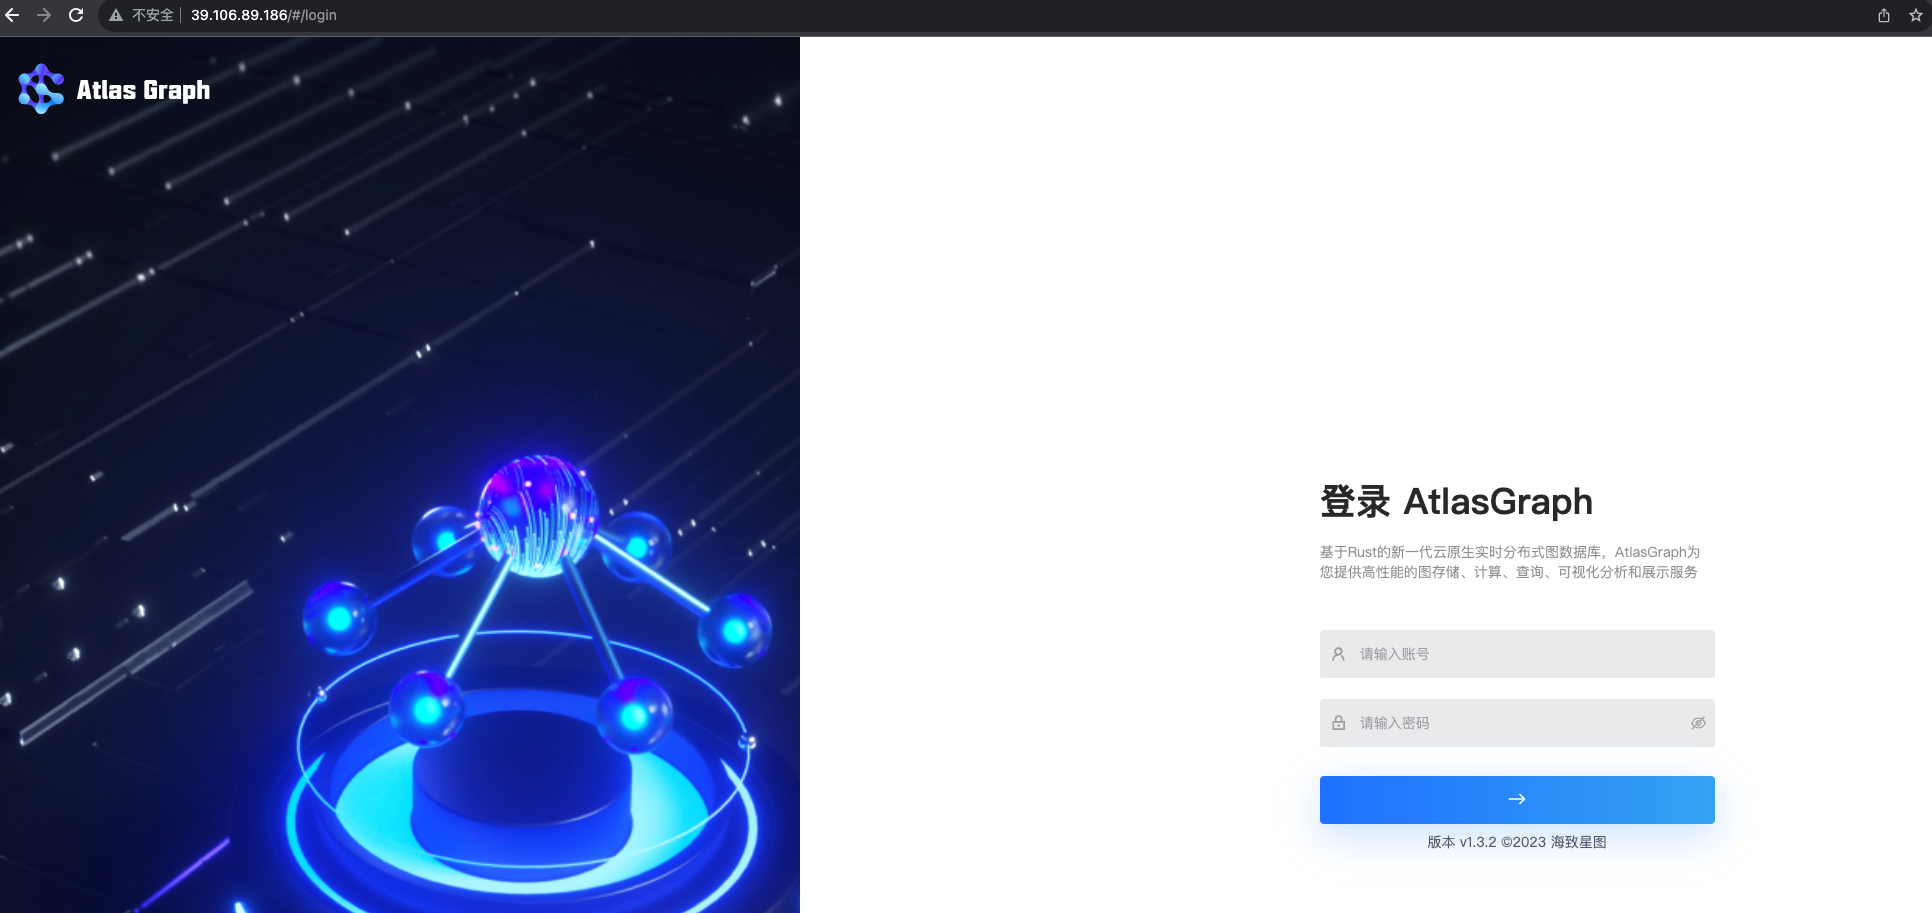 不安全 39.106.89.186/#/login
Atlas Graph
登录 AtlasGraph
基于Rust的新一代云原生实时分布式图数据库，AtlasGraph为
您提供高性能的图存储、计算、查询、可视化分析和展示服务
请输入账号
请输入密码
版本 v1.3.2 ©2023 海致星图